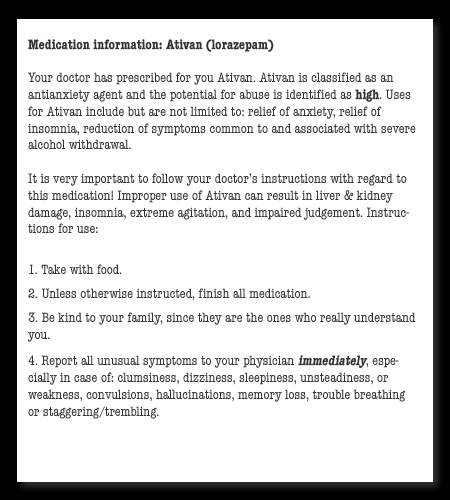 Medication information: Ativan (lorazepam)
Your doctor has prescribed for you Ativan. Ativan is classified as an
antianxiety agent and the potential for abuse is identified as high. Uses
for Ativan include but are not limited to: relief of anxiety, relief of
insomnia, reduction of symptoms common to and associated with severe
alcohol withdrawal.
It is very important to follow your doctor's instructions with regard to
this medication! Improper use of Ativan can result in liver & kidney
damage, insomnia, extreme agitation, and impaired judgement. Instruc-
tions for use:
1. Take with food.
2. Unless otherwise instructed, finish all medication.
3. Be kind to your family, since they are the ones who really understand
you.
4. Report all unusual symptoms to your physician immediately, espe-
cially in case of: clumsiness, dizziness, sleepiness, unsteadiness, or
weakness, convulsions, hallucinations, memory loss, trouble breathing
or staggering/trembling.